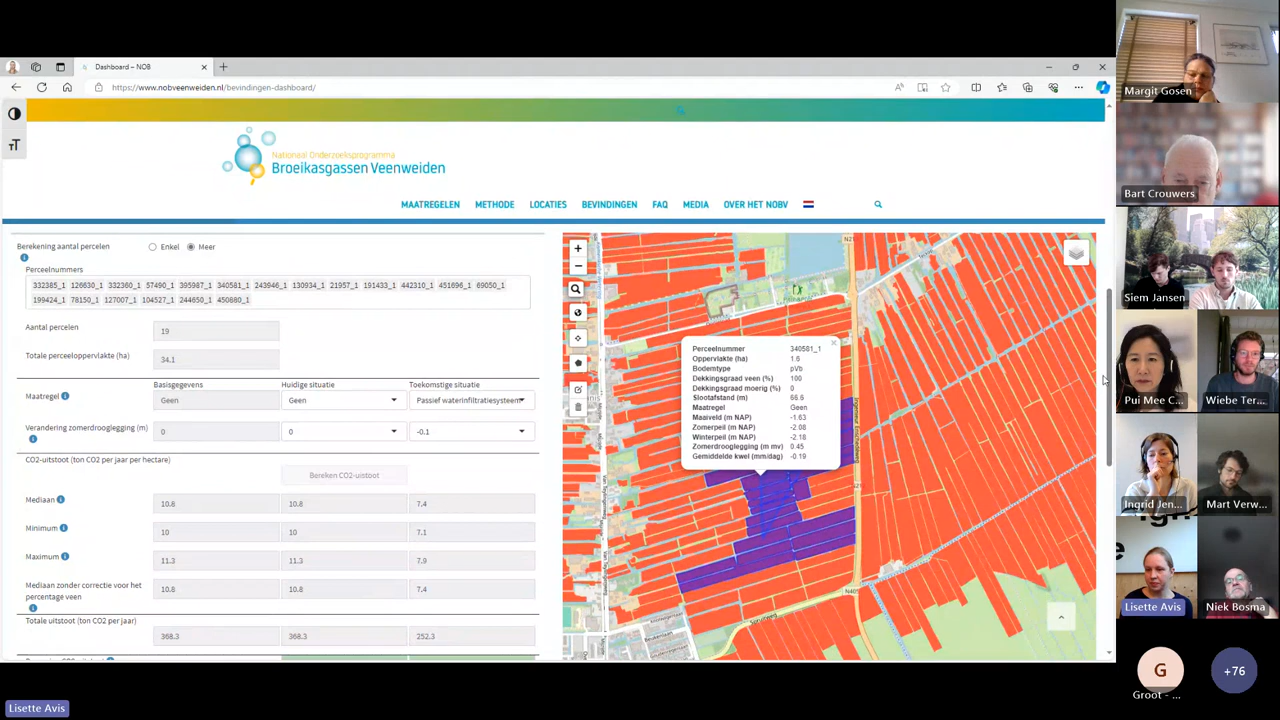 Dashboard – NOB
https://www.nobveenweiden.nl/bevindingen-dashboard/
Nationaal Onderzoeksprogramma
Broeikasgassen Veenweiden
MAATREGELEN METHODE LOCATIES BEVINDINGEN FAQ MEDIA OVER HET NOBV
Berekening aantal percelen Enkel Meer
Perceelnummers
332385_1 126630_1 332360_1 57490_1 395987_1 340581_1 243946_1 130934_1 21957_1 191433_1 442310_1 451696_1 69050_1
199424_1 78150_1 127007_1 104527_1 244650_1 450880_1
Aantal percelen 19
Totale perceeloppervlakte (ha) 34.1
Basisgegevens Huidige situatie Toekomstige situatie
Maatregel Geen Geen Passief waterinfiltratiesysteem
Verandering zomerdrooglegging (m) 0 0 -0.1
CO2-uitstoot (ton CO2 per jaar per hectare)
Bereken CO2-uistoot
Mediaan 10.8 10.8 7.4
Minimum 10 10 7.1
Maximum 11.3 11.3 7.9
Mediaan zonder correctie voor het percentage veen 10.8 10.8 7.4
Totale uitstoot (ton CO2 per jaar)
368.3 368.3 252.3
Perceelnummer 340581_1
Oppervlakte (ha) 1.6
Bodemtype pVb
Dekkingsgraad veen (%) 100
Dekkingsgraad moerig (%) 0
Slootafstand (m) 66.6
Maatregel Geen
Maaiveld (m NAP) -1.63
Zomerpeil (m NAP) -2.08
Winterpeil (m NAP) -2.18
Zomerdrooglegging (m mv) 0.45
Gemiddelde kwel (mm/dag) -0.19
N405
Margit Gosen
Bart Crouwers
Siem Jansen
Pui Mee C...
Wiebe Ter...
Ingrid Jen...
Mart Verw...
Lisette Avis
Niek Bosma
G
Groot - ...
+76
Lisette Avis